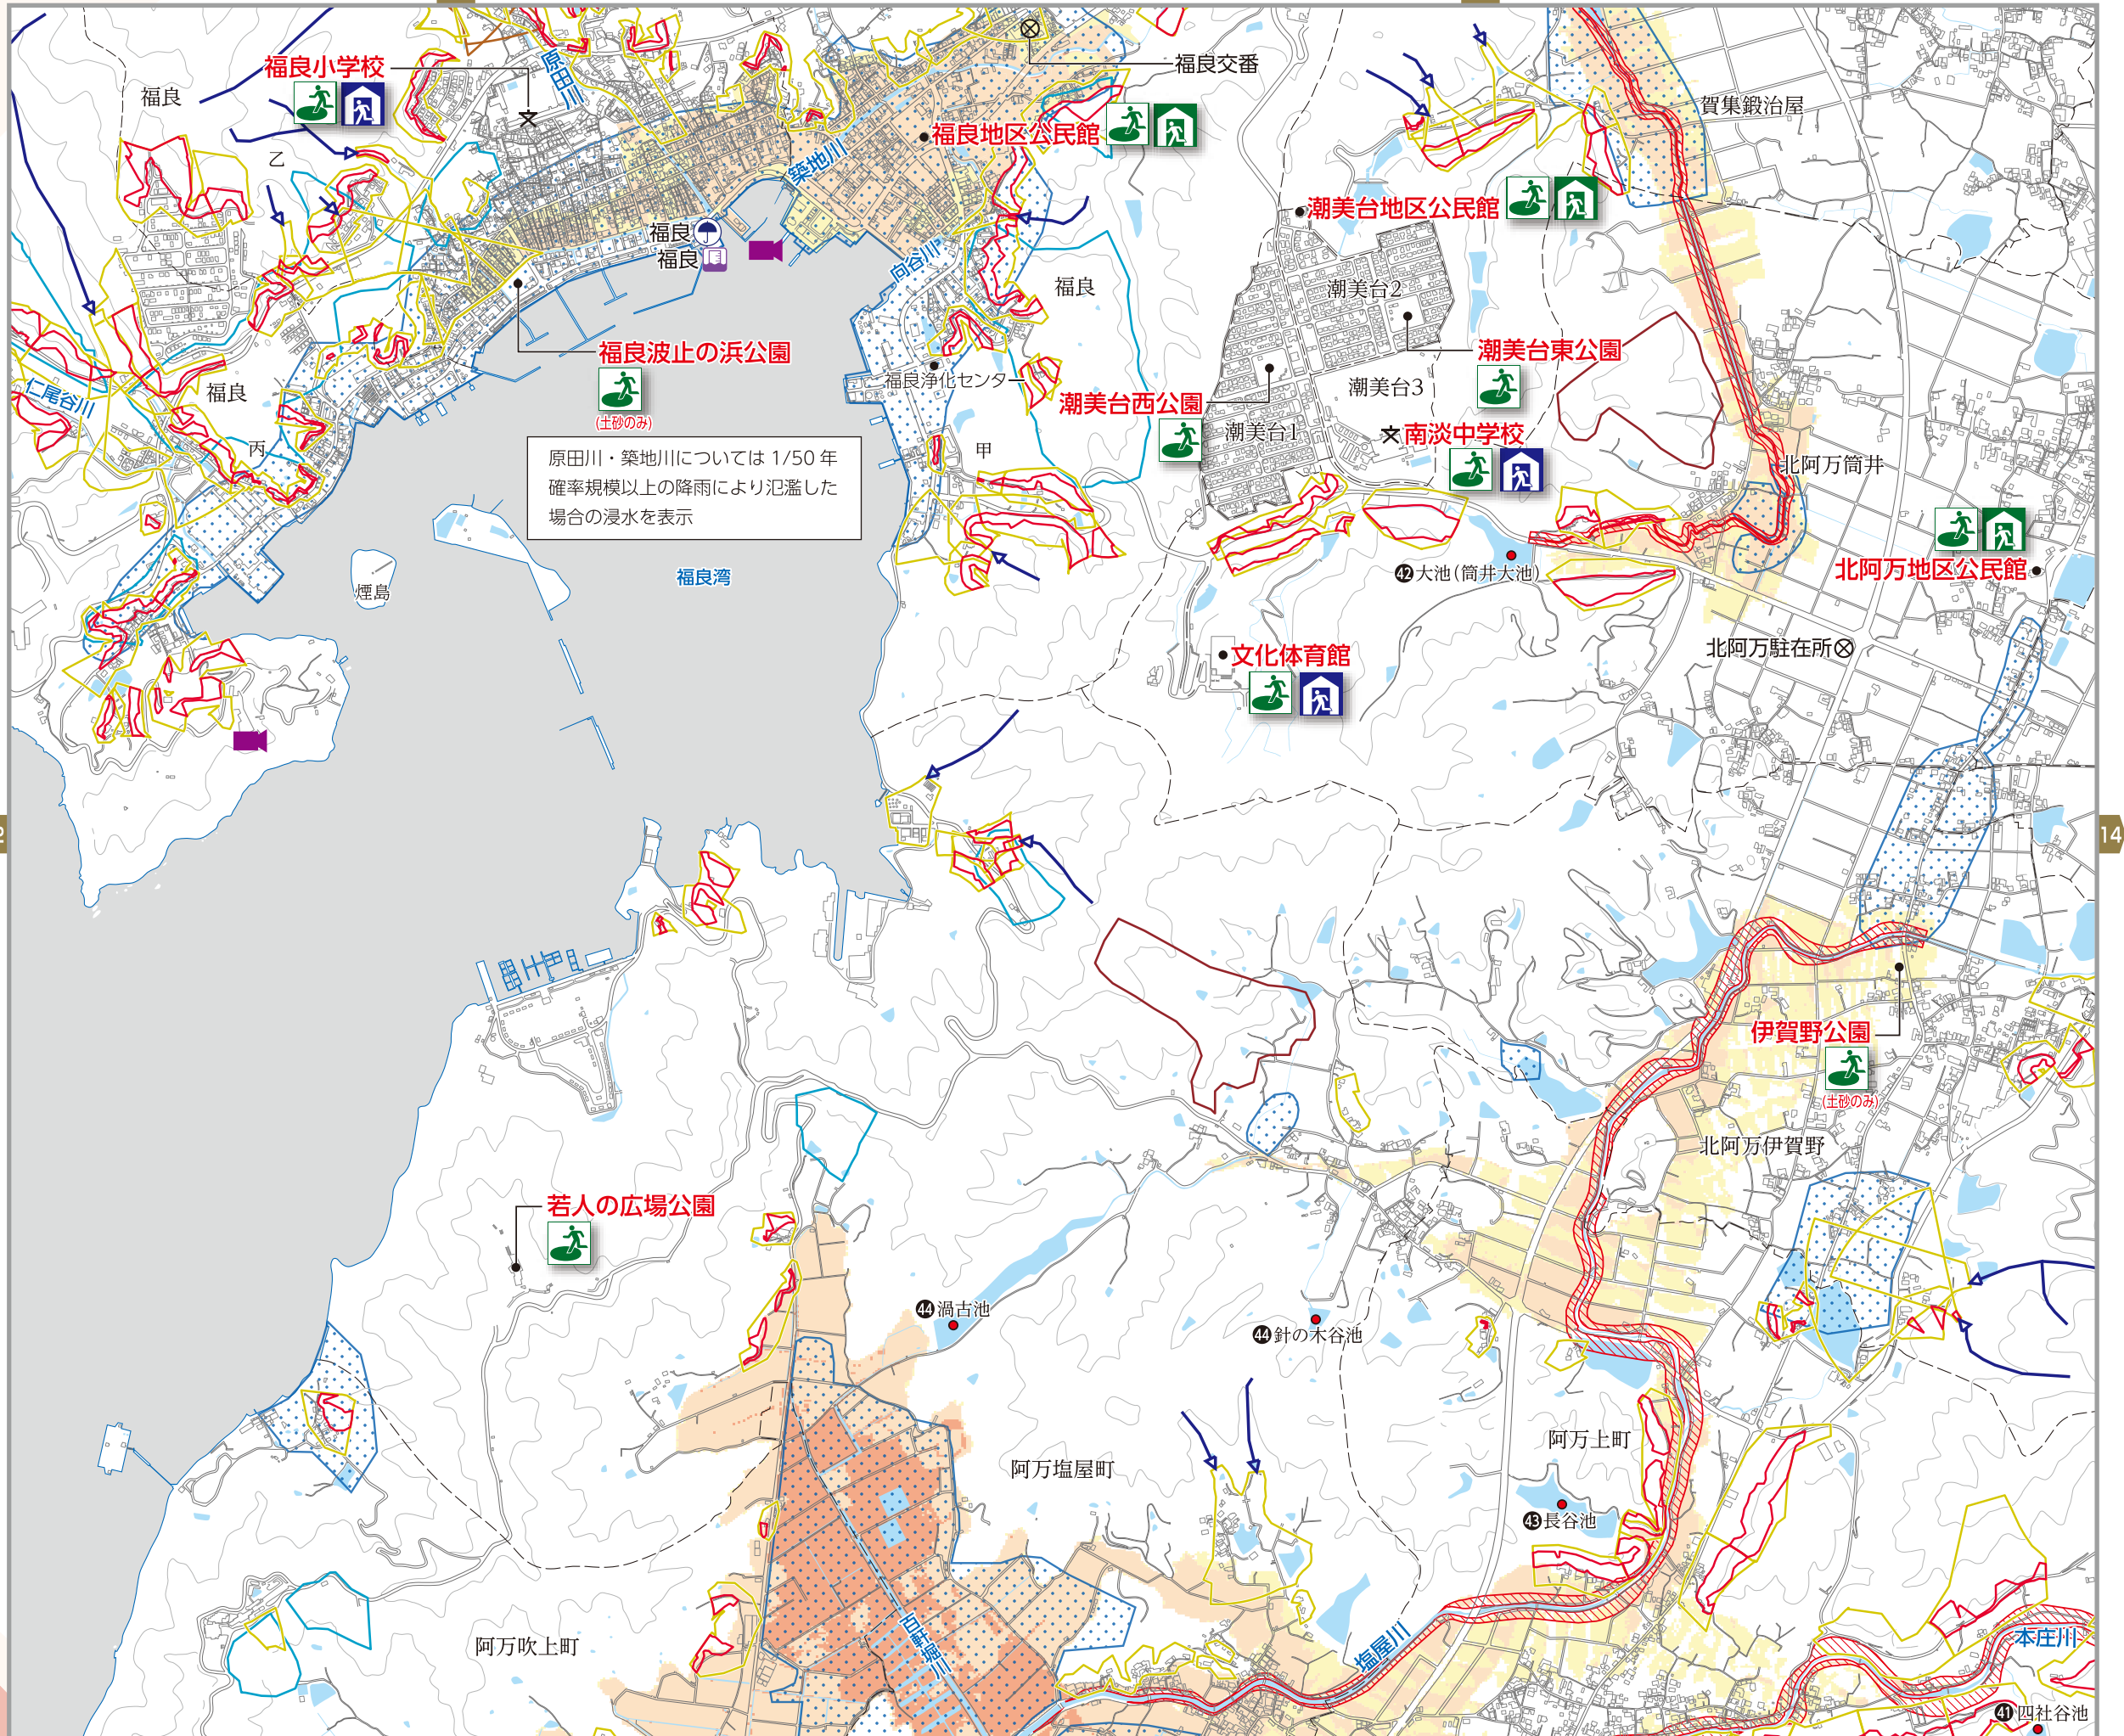 福良小学校
福良
原田川
福良交番
賀集鍛治屋
福良地区公民館
築地川
乙
潮美台地区公民館
福良
福良
向谷川
福良
潮美台2
福良波止の浜公園
(土砂のみ)
福良浄化センター
潮美台東公園
潮美台3
潮美台西公園
潮美台1
南淡中学校
仁尾谷川
福良
丙
甲
原田川・築地川については 1/50 年
確率規模以上の降雨により氾濫した
場合の浸水を表示
北阿万筒井
北阿万地区公民館
42大池(筒井大池)
福良湾
煙島
北阿万駐在所
文化体育館
14
伊賀野公園
(土砂のみ)
北阿万伊賀野
若人の広場公園
44渦古池
44針の木谷池
阿万上町
阿万塩屋町
43長谷池
百軒堀川
塩屋川
阿万吹上町
本庄川
41四社谷池